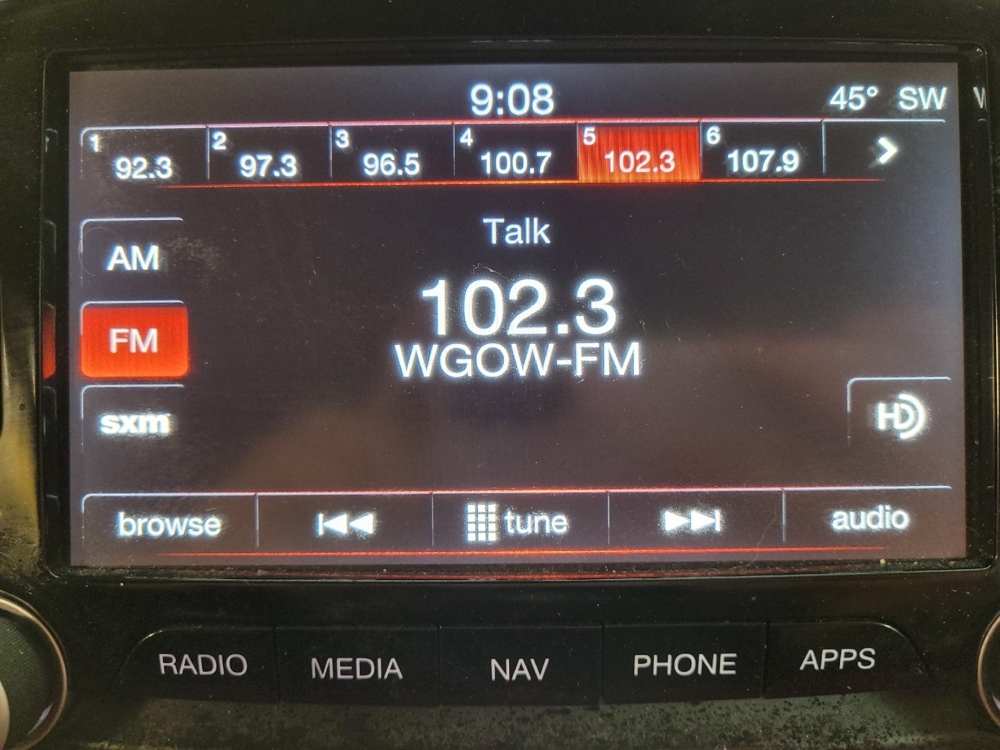 9:08 45° SW
1 92.3 2 97.3 3 96.5 4 100.7 5 102.3 6 107.9
Talk
AM
102.3
FM
WGOW-FM
sxm
HD
browse tune audio
RADIO MEDIA NAV PHONE APPS